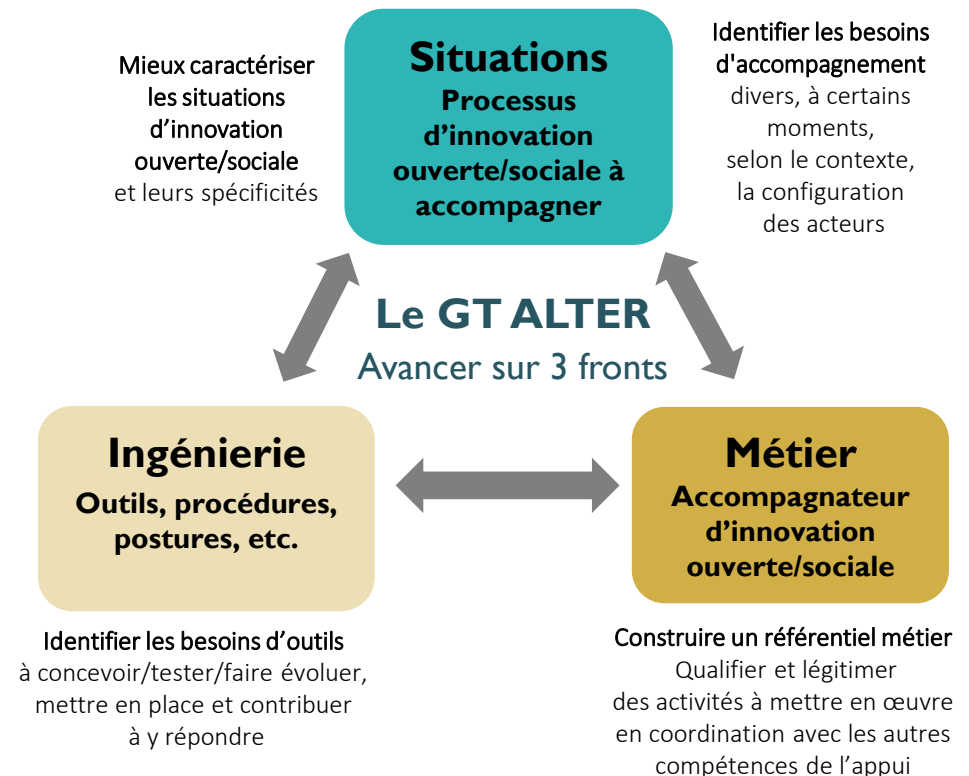 Mieux caractériser
les situations
d’innovation
ouverte/sociale
et leurs spécificités
Situations
Processus
d’innovation
ouverte/sociale à
accompagner
Identifier les besoins
d'accompagnement
divers, à certains
moments,
selon le contexte,
la configuration
des acteurs
Le GT ALTER
Avancer sur 3 fronts
Ingénierie
Outils, procédures,
postures, etc.
Métier
Accompagnateur
d’innovation
ouverte/sociale
Identifier les besoins d’outils
à concevoir/tester/faire évoluer,
mettre en place et contribuer
à y répondre
Construire un référentiel métier
Qualifier et légitimer
des activités à mettre en œuvre
en coordination avec les autres
compétences de l’appui